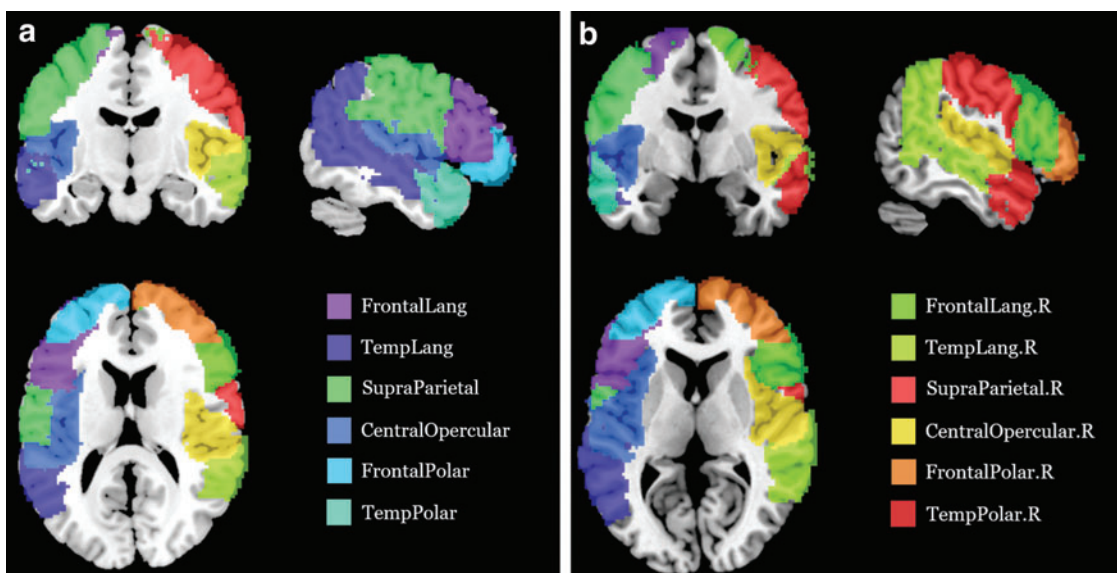 a
b
FrontalLang
TempLang
SupraParietal
CentralOpercular
FrontalPolar
TempPolar
FrontalLang.R
TempLang.R
SupraParietal.R
CentralOpercular.R
FrontalPolar.R
TempPolar.R